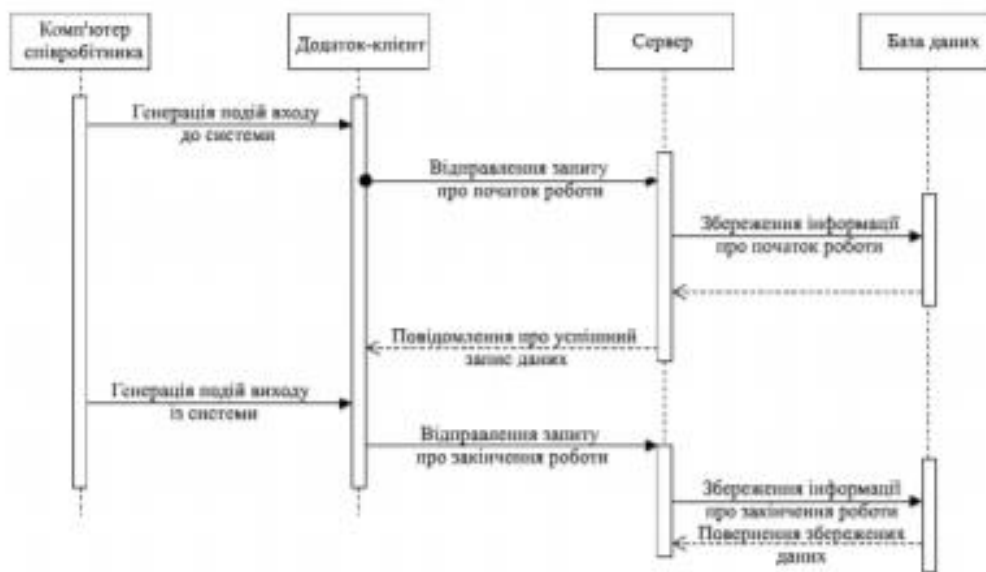 Комп'ютер
співробітника
Додаток-клієнт
Сервер
База даних
Генерація подій входу
до системи
Відправлення запиту
про початок роботи
Збереження інформації
про початок роботи
Повідомлення про успішний
запис даних
Генерація подій виходу
із системи
Відправлення запиту
про закінчення роботи
Збереження інформації
про закінчення роботи
Повернення збережених
даних